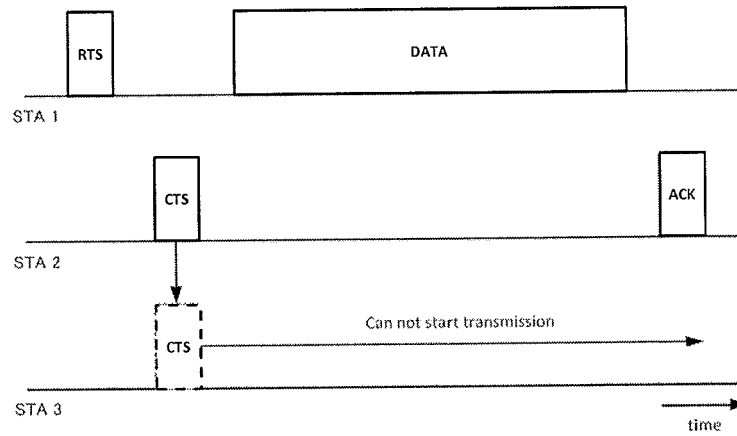 RTS
DATA
STA 1
CTS
ACK
STA 2
CTS
Can not start transmission
STA 3
time